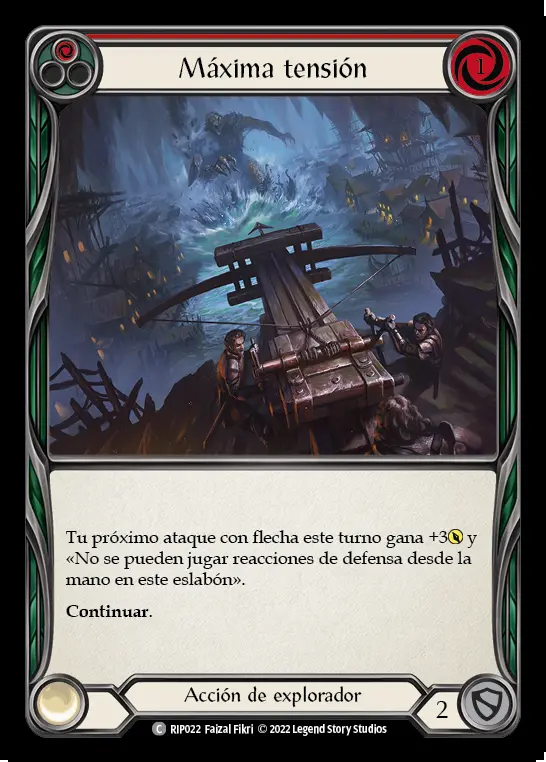 Máxima tensión
1
Tu próximo ataque con flecha este turno gana +3 y
«No se pueden jugar reacciones de defensa desde la
mano en este eslabón».
Continuar.
Acción de explorador
2
C RIP022 Faizal Fikri © 2022 Legend Story Studios